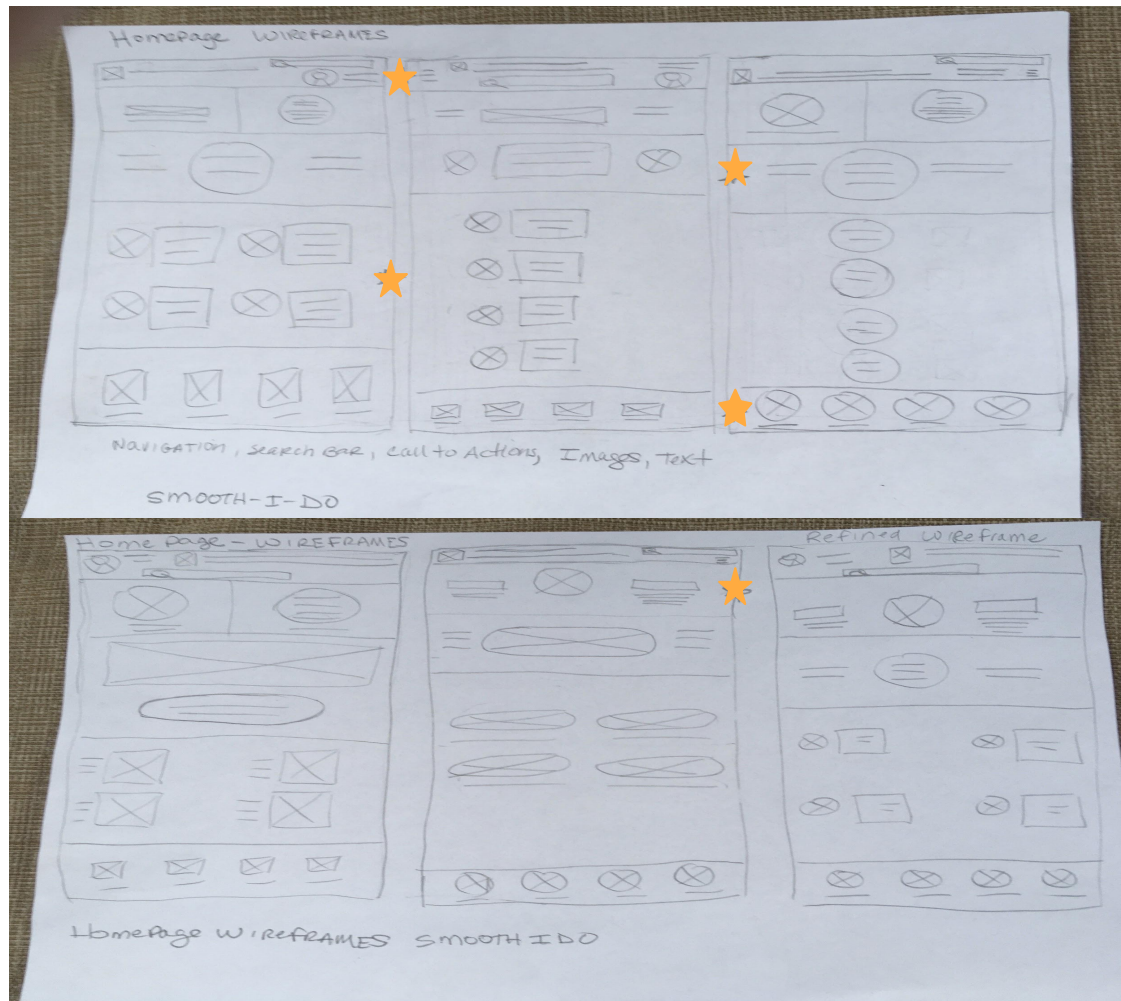 Homepage WIREFRAMES
NAVIGATION, SEARCH BAR, Call to Actions, Images, Text
SMOOTH-I-DO
Home Page - WIREFRAMES
Refined Wireframe
Homepage WIREFRAMES SMOOTH I DO